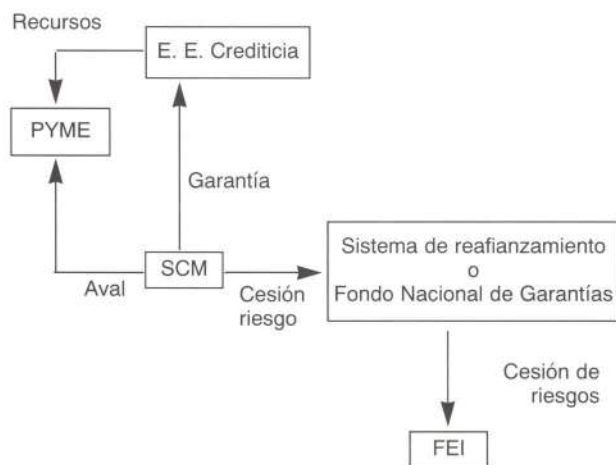 Recursos
E. E. Crediticia
PYME
Garantía
Aval
SCM
Cesión
riesgo
Sistema de reafianzamiento
o
Fondo Nacional de Garantías
Cesión de
riesgos
FEI